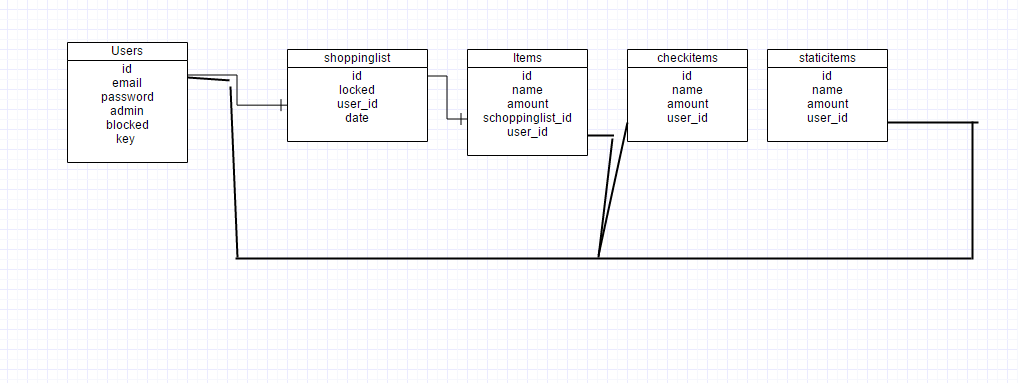 Users
id
email
password
admin
blocked
key
shoppinglist
id
locked
user_id
date
Items
id
name
amount
schoppinglist_id
user_id
checkitems
id
name
amount
user_id
staticitems
id
name
amount
user_id